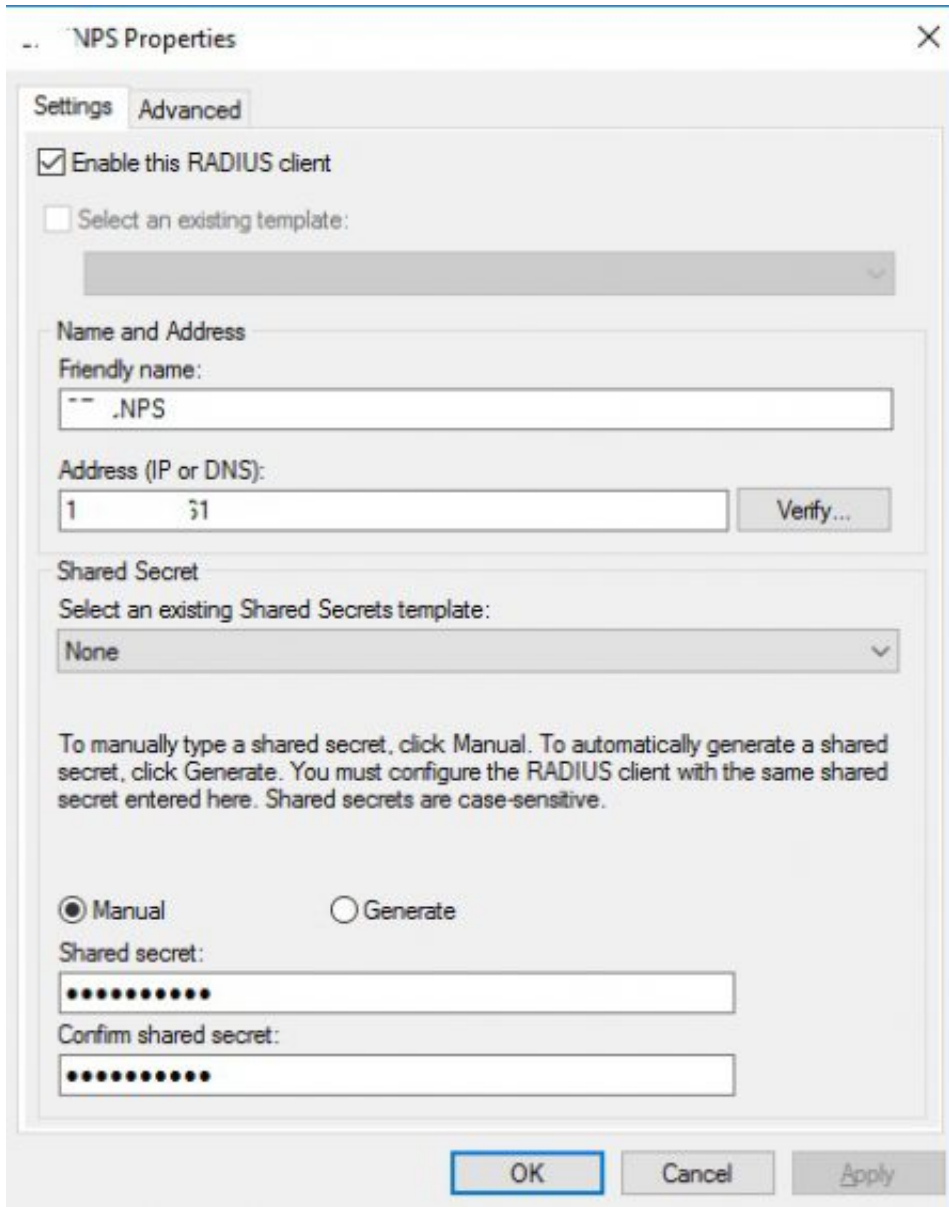 NPS Properties
Settings
Advanced
Enable this RADIUS client
Select an existing template:
Name and Address
Friendly name:
.NPS
Address (IP or DNS):
Verify...
Shared Secret
Select an existing Shared Secrets template:
None
To manually type a shared secret, click Manual. To automatically generate a shared
secret, click Generate. You must configure the RADIUS client with the same shared
secret entered here. Shared secrets are case-sensitive.
Manual
Generate
Shared secret:
●●●●●●●●●●
Confirm shared secret:
●●●●●●●●●●
OK
Cancel
Apply